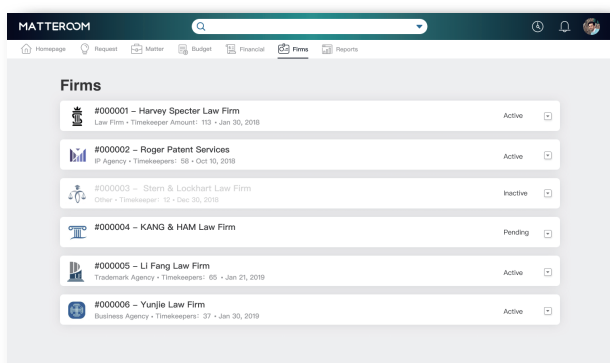 MATTEROOM
Homepage Request Matter Budget Financial Firms Reports
Firms
#000001 – Harvey Specter Law Firm
Law Firm • Timekeeper Amount: 113 • Jan 30, 2018
Active
#000002 – Roger Patent Services
IP Agency • Timekeepers: 58 • Oct 10, 2018
Active
#000003 – Stern & Lockhart Law Firm
Other • Timekeeper: 12 • Dec 30, 2018
Inactive
#000004 – KANG & HAM Law Firm
Pending
#000005 – Li Fang Law Firm
Trademark Agency • Timekeepers: 65 • Jan 21, 2019
Active
#000006 – Yunjie Law Firm
Business Agency • Timekeepers: 37 • Jan 30, 2019
Active